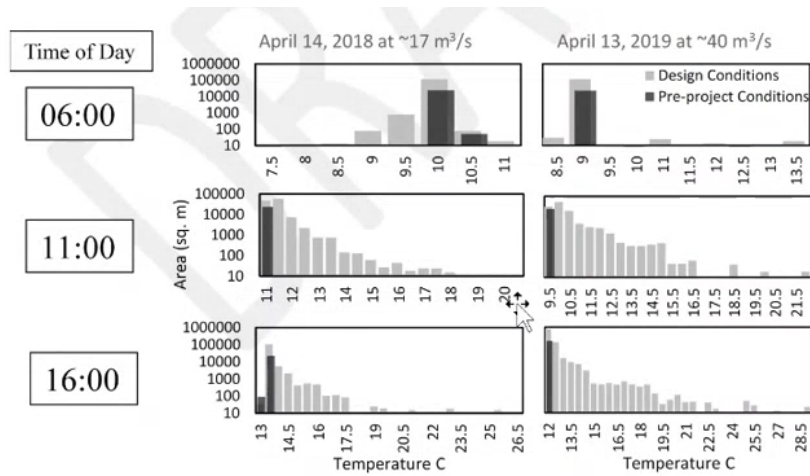 Time of Day
April 14, 2018 at ~17 m³/s
April 13, 2019 at ~40 m³/s
06:00
1000000
100000
10000
1000
100
10
7.5 8 8.5 9 9.5 10 10.5 11
Design Conditions
Pre-project Conditions
8.5 9 9.5 10 10.5 11 11.5 12 12.5 13 13.5
11:00
Area (sq. m)
100000
10000
1000
100
10
11 12 13 14 15 16 17 18 19 20
9.5 10.5 11.5 12.5 13.5 14.5 15.5 16.5 17.5 18.5 19.5 20.5 21.5
16:00
1000000
100000
10000
1000
100
10
13 14.5 16 17.5 19 20.5 22 23.5 25 26.5
12 13.5 15 16.5 18 19.5 21 22.5 24 25.5 27 28.5
Temperature C
Temperature C
DRA